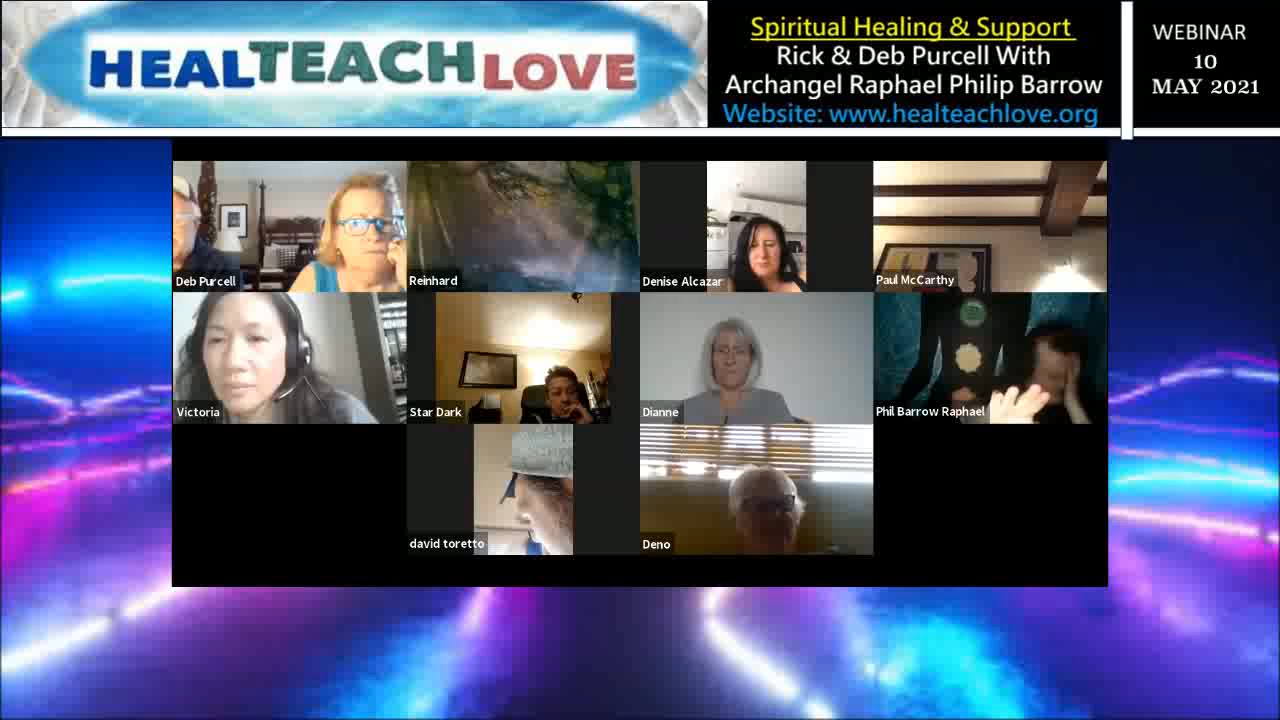 HEALTEACHLOVE
Spiritual Healing & Support
Rick & Deb Purcell With
Archangel Raphael Philip Barrow
Website: www.healteachlove.org
WEBINAR
10
MAY 2021
Deb Purcell
Reinhard
Denise Alcazar
Paul McCarthy
Victoria
Star Dark
Dianne
Phil Barrow Raphael
david toretto
Deno